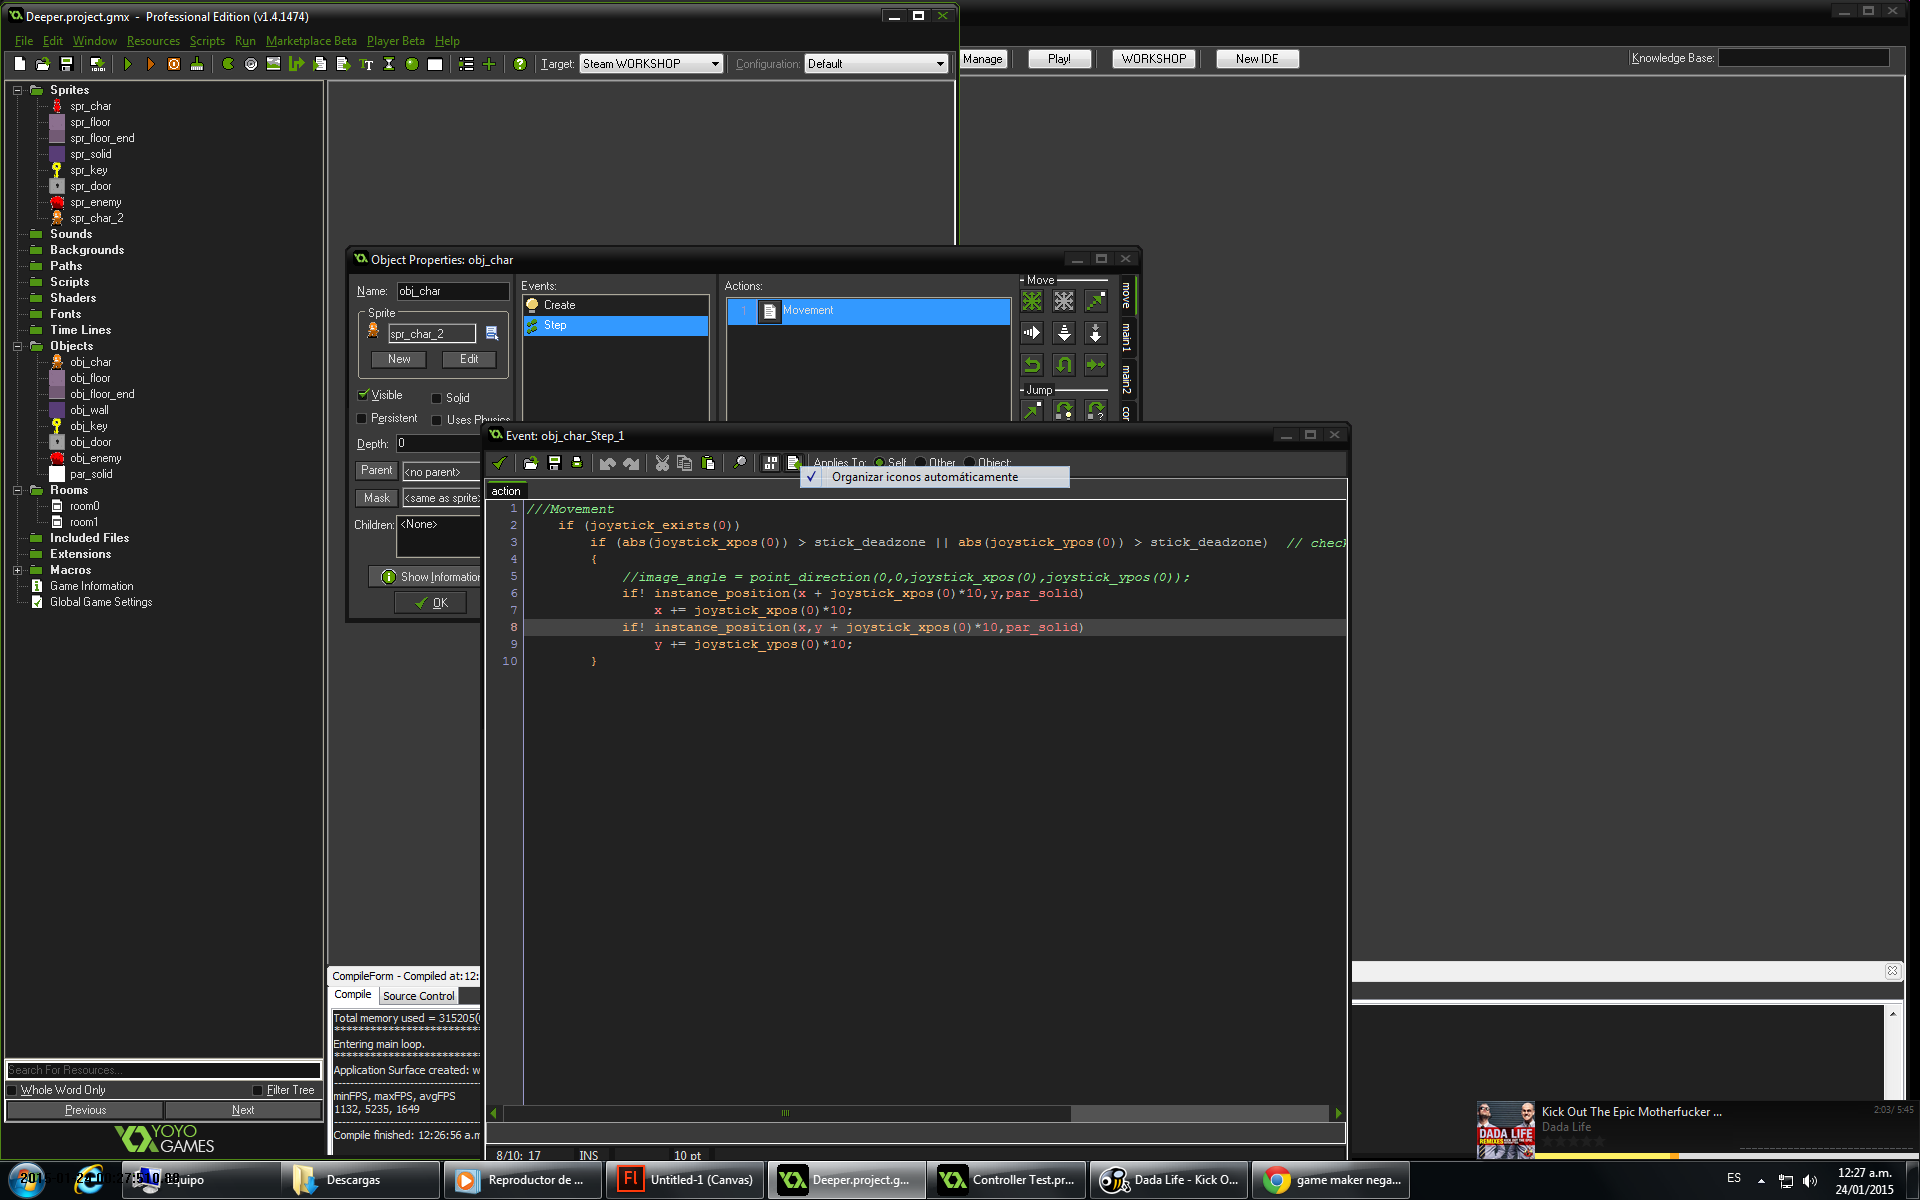 Deeper.project.gmx - Professional Edition (v1.4.1474)
File Edit Window Resources Scripts Run Marketplace Beta Player Beta Help
Target: Steam WORKSHOP Configuration: Default Manage Play! WORKSHOP New IDE Knowledge Base:
Sprites
spr_char
spr_floor
spr_floor_end
spr_solid
spr_key
spr_door
spr_enemy
spr_char_2
Sounds
Backgrounds
Paths
Scripts
Shaders
Fonts
Time Lines
Objects
obj_char
obj_floor
obj_floor_end
obj_wall
obj_key
obj_door
obj_enemy
par_solid
Rooms
room0
room1
Included Files
Extensions
Macros
Game Information
Global Game Settings
Search For Resources...
Whole Word Only Filter Tree
Previous Next
YOYO
GAMES
Object Properties: obj_char
Name: obj_char
Sprite
spr_char_2
New Edit
Visible Solid
Persistent Uses Physics
Depth: 0
Parent <no parent>
Mask <same as sprite>
Children: <None>
Show Information
OK
Events:
Create
Step
Actions:
1 Movement
Move
Jump
move
main1
main2
Event: obj_char_Step_1
Applies To: Self Other Object:
Organizar iconos automáticamente
action
1 ///Movement
2 if (joystick_exists(0))
3 if (abs(joystick_xpos(0)) > stick_deadzone || abs(joystick_ypos(0)) > stick_deadzone) // chec
4 {
5 //image_angle = point_direction(0,0,joystick_xpos(0),joystick_ypos(0));
6 if! instance_position(x + joystick_xpos(0)*10,y,par_solid)
7 x += joystick_xpos(0)*10;
8 if! instance_position(x,y + joystick_xpos(0)*10,par_solid)
9 y += joystick_ypos(0)*10;
10 }
8/10: 17 INS 10 pt
CompileForm - Compiled at: 12:
Compile Source Control
Total memory used = 315205(
***************************
Entering main loop.
***************************
Application Surface created: w
minFPS, maxFPS, avgFPS
1132, 5235, 1649
Compile finished: 12:26:56 a.m
Kick Out The Epic Motherfucker ...
Dada Life
2:03/ 5:45
DADA LIFE
Equipo Descargas Reproductor de ... Untitled-1 (Canvas) Deeper.project.g... Controller Test.pr... Dada Life - Kick O... game maker nega...
ES
12:27 a.m.
24/01/2015